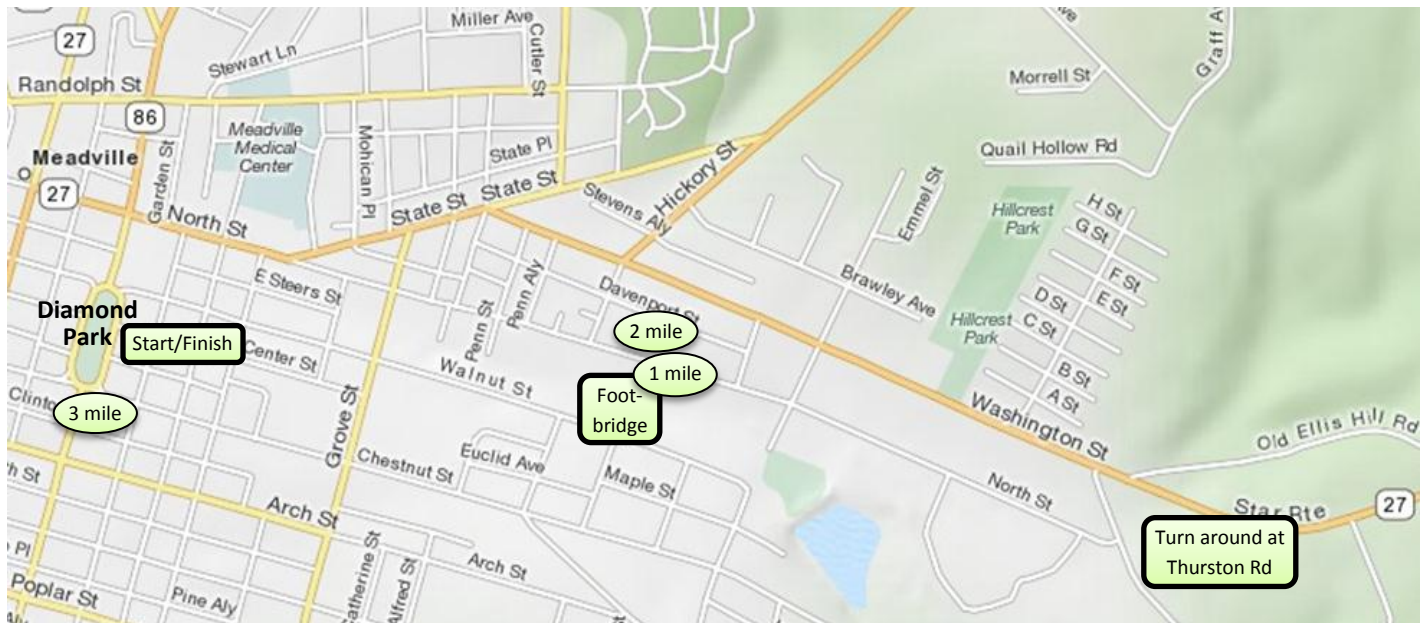 Miller Ave
27
Stewart Ln
Cutler St
Graff A
Morrell St
Randolph St
86
Meadville
Medical
Center
Mohican Pl
State Pl
Quail Hollow Rd
Meadville
27
Garden St
North St
State St
State St
Hickory St
Stevens Aly
Emmel St
Hillcrest
Park
H St
G St
F St
E St
D St
C St
B St
A St
E Steers St
Penn Aly
Penn St
Davenport St
Brawley Ave
Hillcrest
Park
Diamond
Park
Start/Finish
Center St
2 mile
1 mile
Walnut St
Foot-
bridge
Washington St
3 mile
Grove St
Chestnut St
Euclid Ave
Maple St
North St
Old Ellis Hill Rd
Star Rte
27
Arch St
Turn around at
Thurston Rd
Arch St
Poplar St
Pine Aly
Alfred St